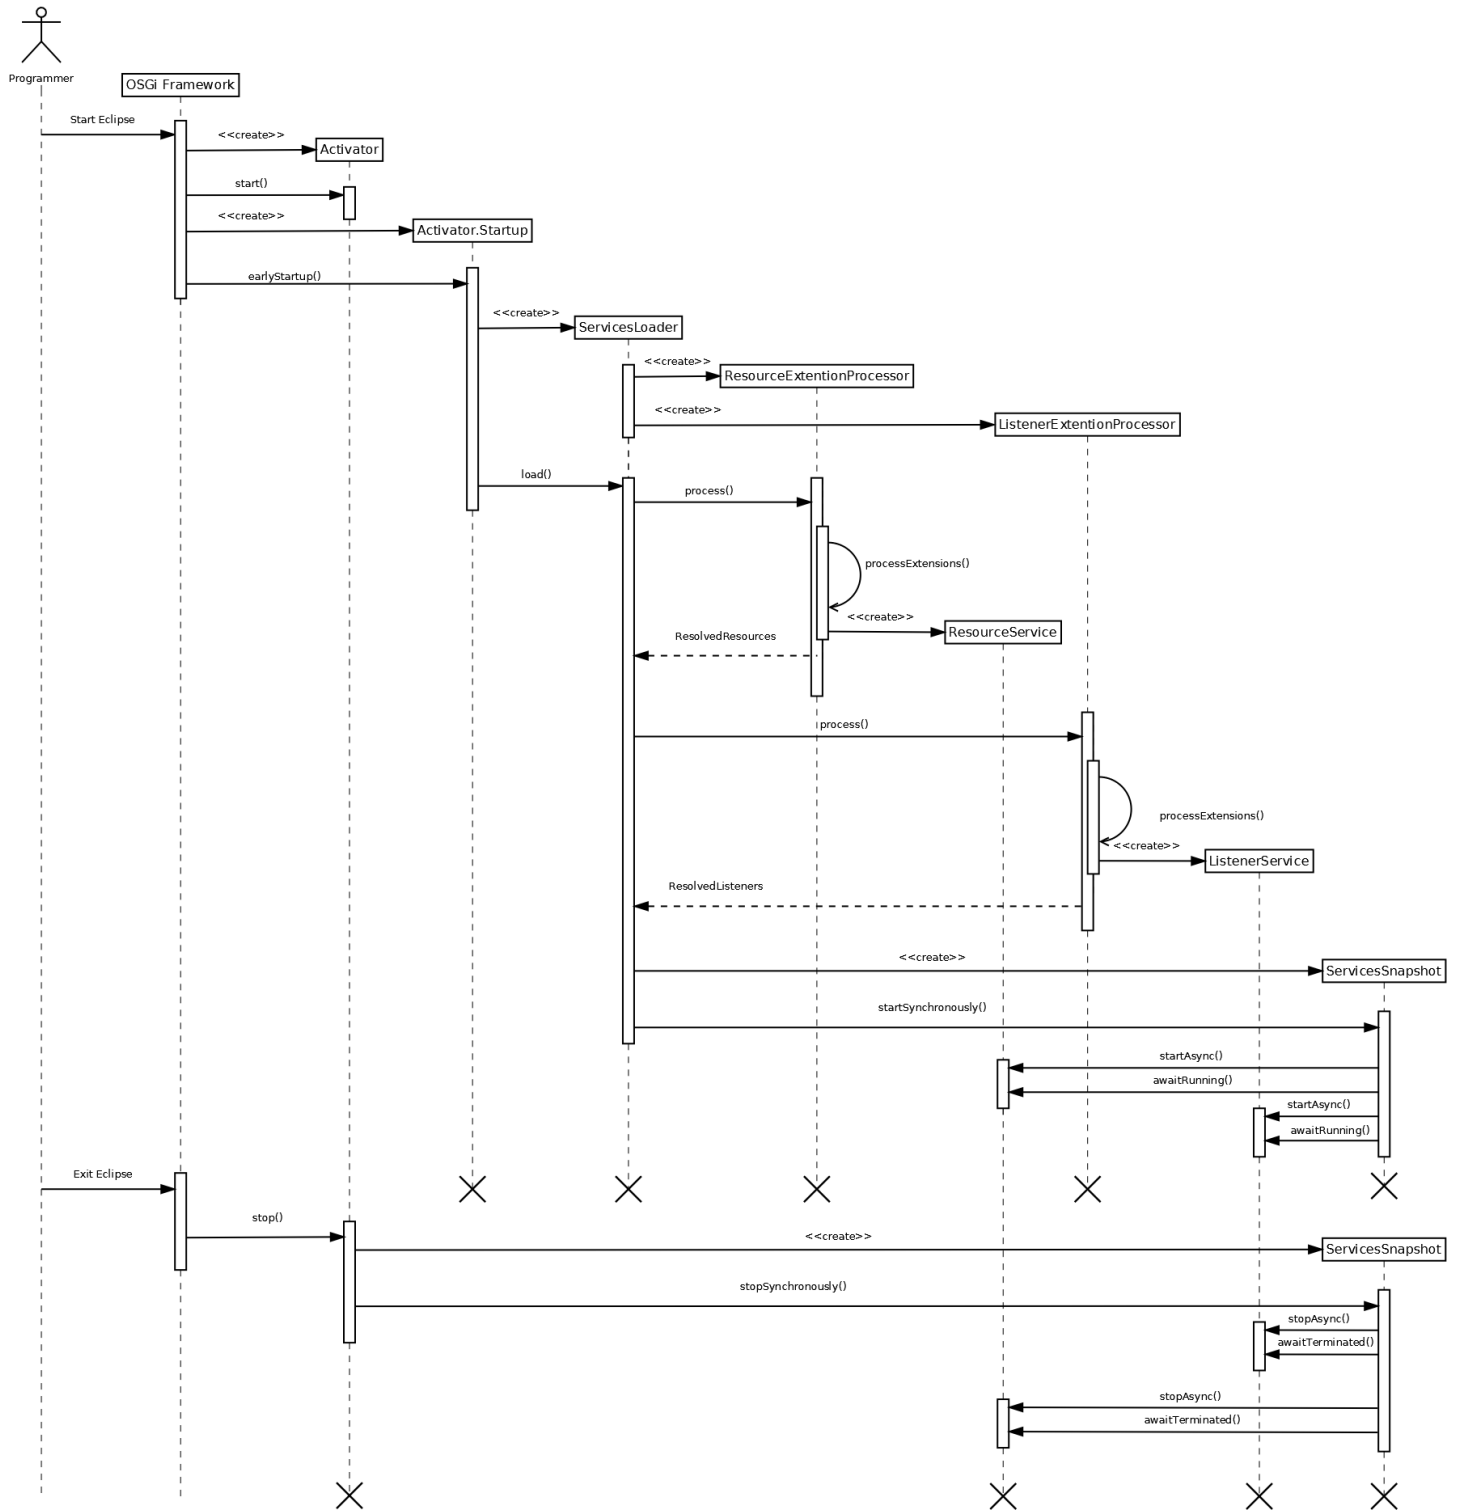 Programmer
OSGi Framework
Start Eclipse
<<create>>
Activator
start()
<<create>>
Activator.Startup
earlyStartup()
<<create>>
ServicesLoader
<<create>>
ResourceExtentionProcessor
<<create>>
ListenerExtentionProcessor
load()
process()
processExtensions()
<<create>>
ResourceService
ResolvedResources
process()
processExtensions()
<<create>>
ListenerService
ResolvedListeners
<<create>>
ServicesSnapshot
startSynchronously()
startAsync()
awaitRunning()
startAsync()
awaitRunning()
Exit Eclipse
stop()
<<create>>
ServicesSnapshot
stopSynchronously()
stopAsync()
awaitTerminated()
stopAsync()
awaitTerminated()